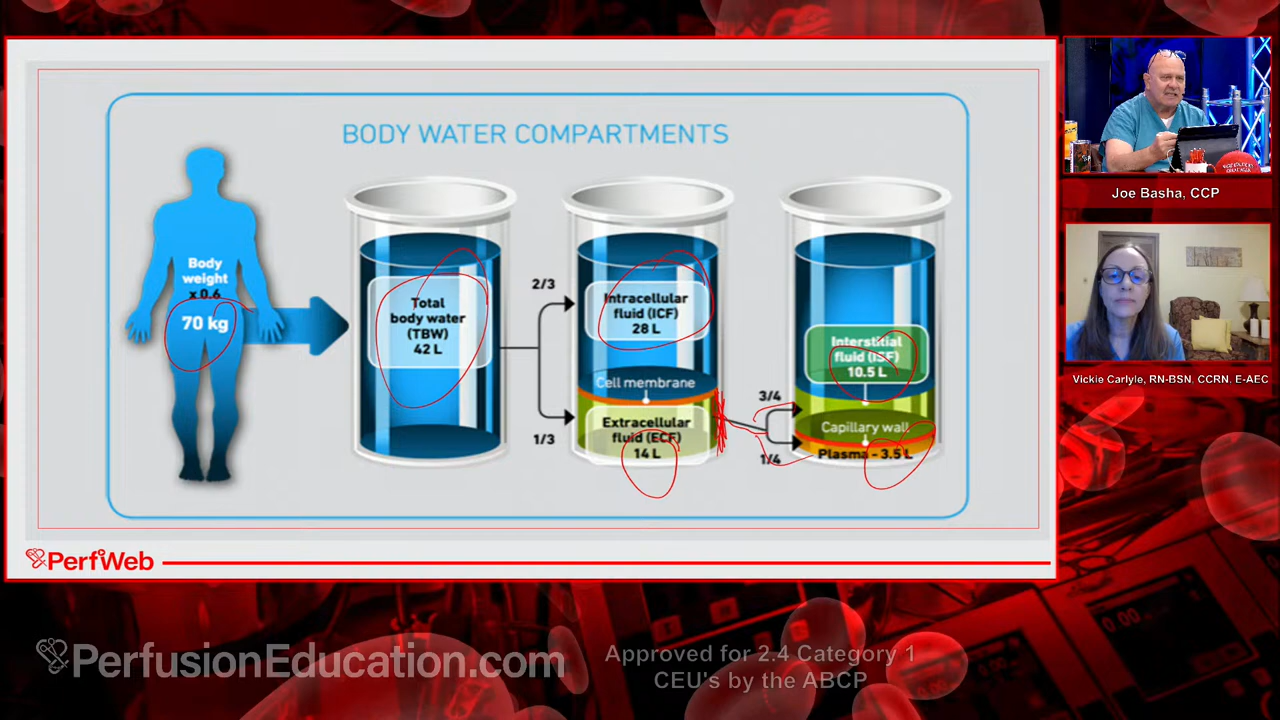 BODY WATER COMPARTMENTS
Body
weight
x 0.6
70 kg
Total
body water
(TBW)
42 L
2/3
1/3
Intracellular
fluid (ICF)
28 L
Cell membrane
Extracellular
fluid (ECF)
14 L
3/4
1/4
Interstitial
fluid (ISF)
10.5 L
Capillary wall
Plasma - 3.5 L
PerfWeb
Joe Basha, CCP
Vickie Carlyle, RN-BSN, CCRN, E-AEC
PerfusionEducation.com
Approved for 2.4 Category 1
CEU's by the ABCP